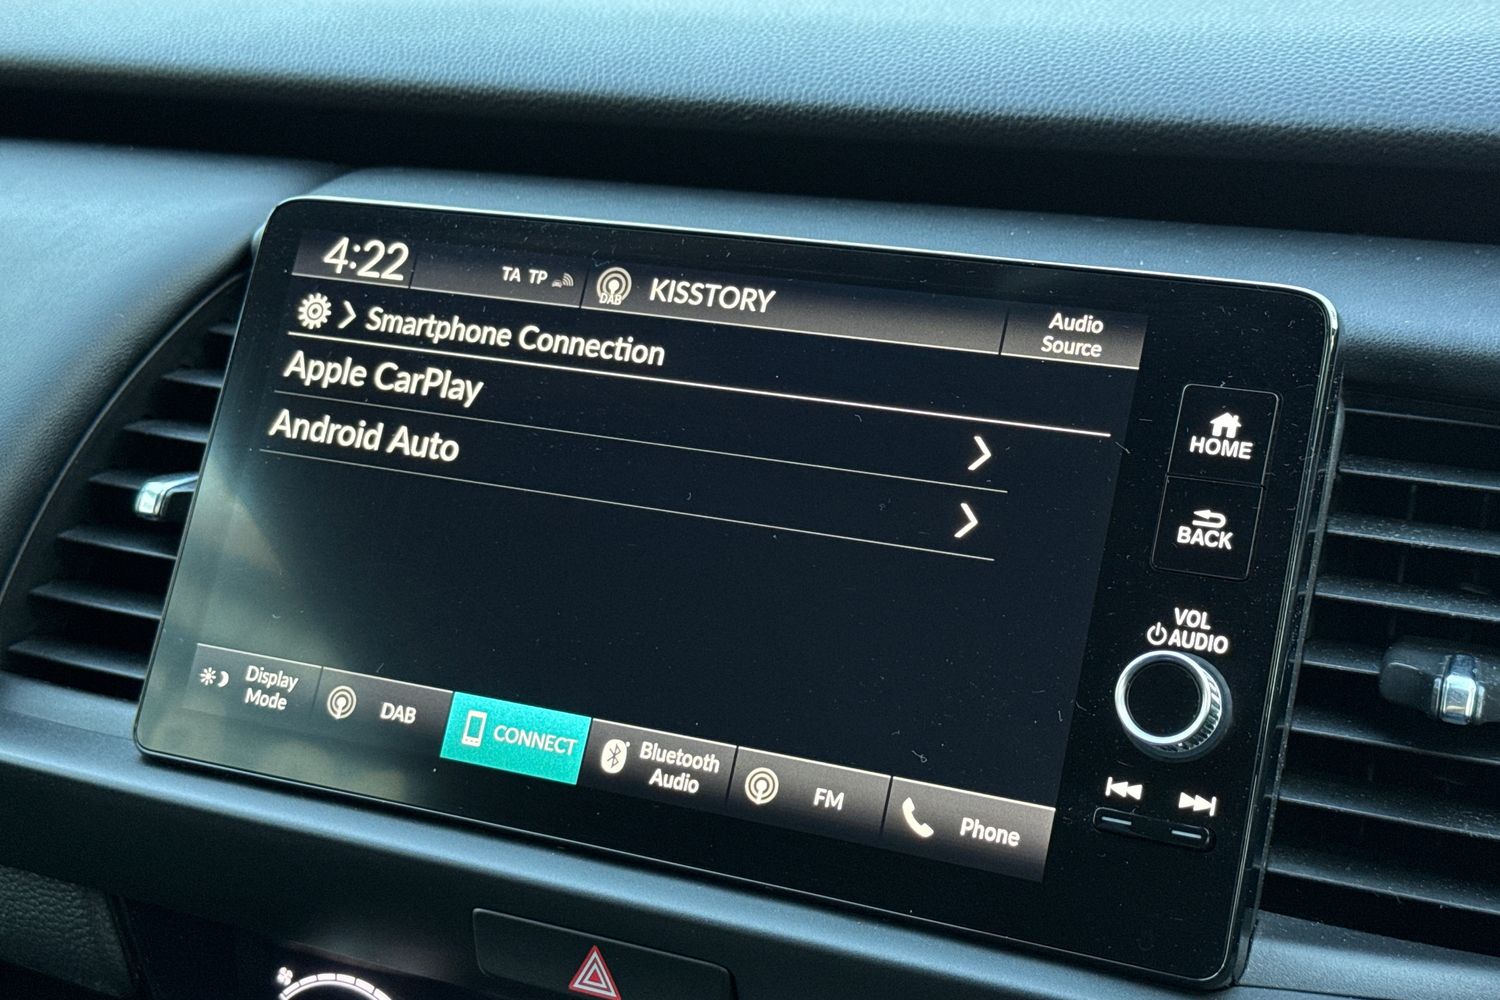 4:22
TA TP
DAB
KISSTORY
Audio
Source
Smartphone Connection
Apple CarPlay
Android Auto
HOME
BACK
VOL
AUDIO
Display
Mode
DAB
CONNECT
Bluetooth
Audio
FM
Phone